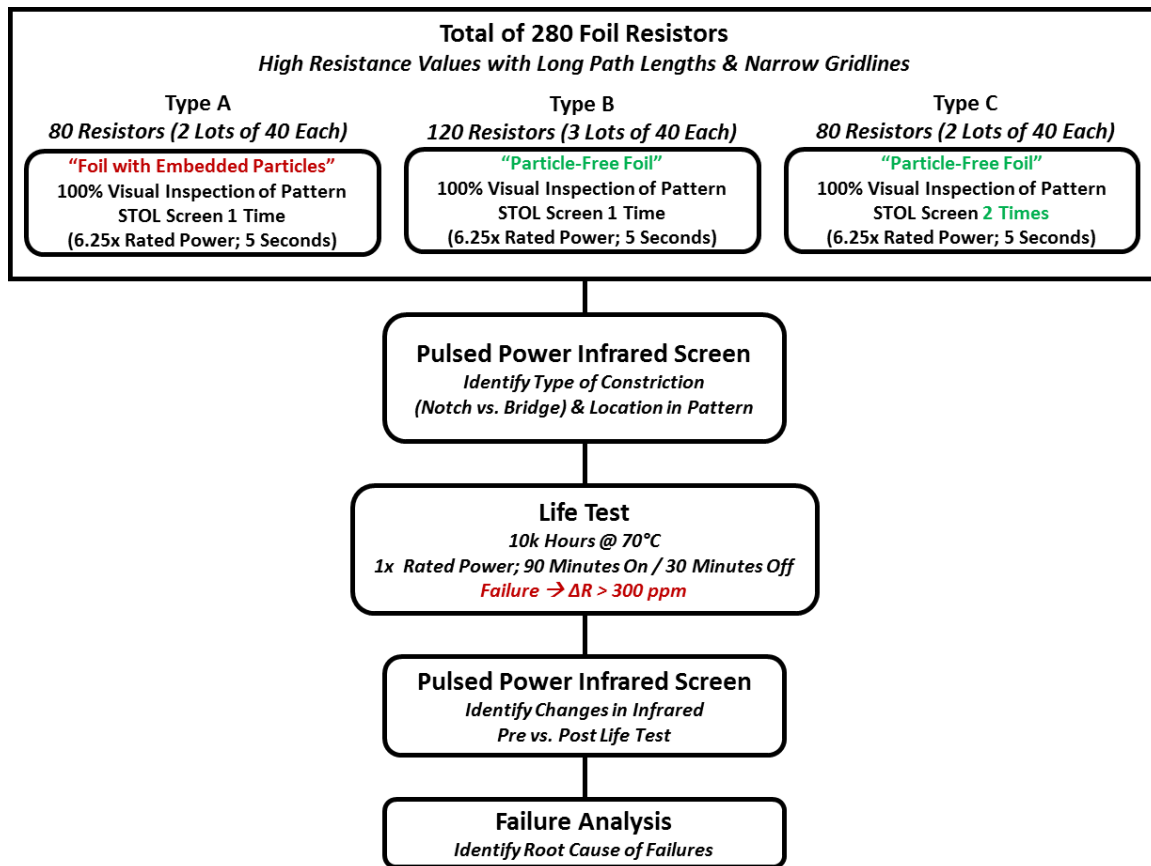 Total of 280 Foil Resistors
High Resistance Values with Long Path Lengths & Narrow Gridlines
Type A
80 Resistors (2 Lots of 40 Each)
“Foil with Embedded Particles”
100% Visual Inspection of Pattern
STOL Screen 1 Time
(6.25x Rated Power; 5 Seconds)
Type B
120 Resistors (3 Lots of 40 Each)
“Particle-Free Foil”
100% Visual Inspection of Pattern
STOL Screen 1 Time
(6.25x Rated Power; 5 Seconds)
Type C
80 Resistors (2 Lots of 40 Each)
“Particle-Free Foil”
100% Visual Inspection of Pattern
STOL Screen 2 Times
(6.25x Rated Power; 5 Seconds)
Pulsed Power Infrared Screen
Identify Type of Constriction
(Notch vs. Bridge) & Location in Pattern
Life Test
10k Hours @ 70°C
1x Rated Power; 90 Minutes On / 30 Minutes Off
Failure → ΔR > 300 ppm
Pulsed Power Infrared Screen
Identify Changes in Infrared
Pre vs. Post Life Test
Failure Analysis
Identify Root Cause of Failures